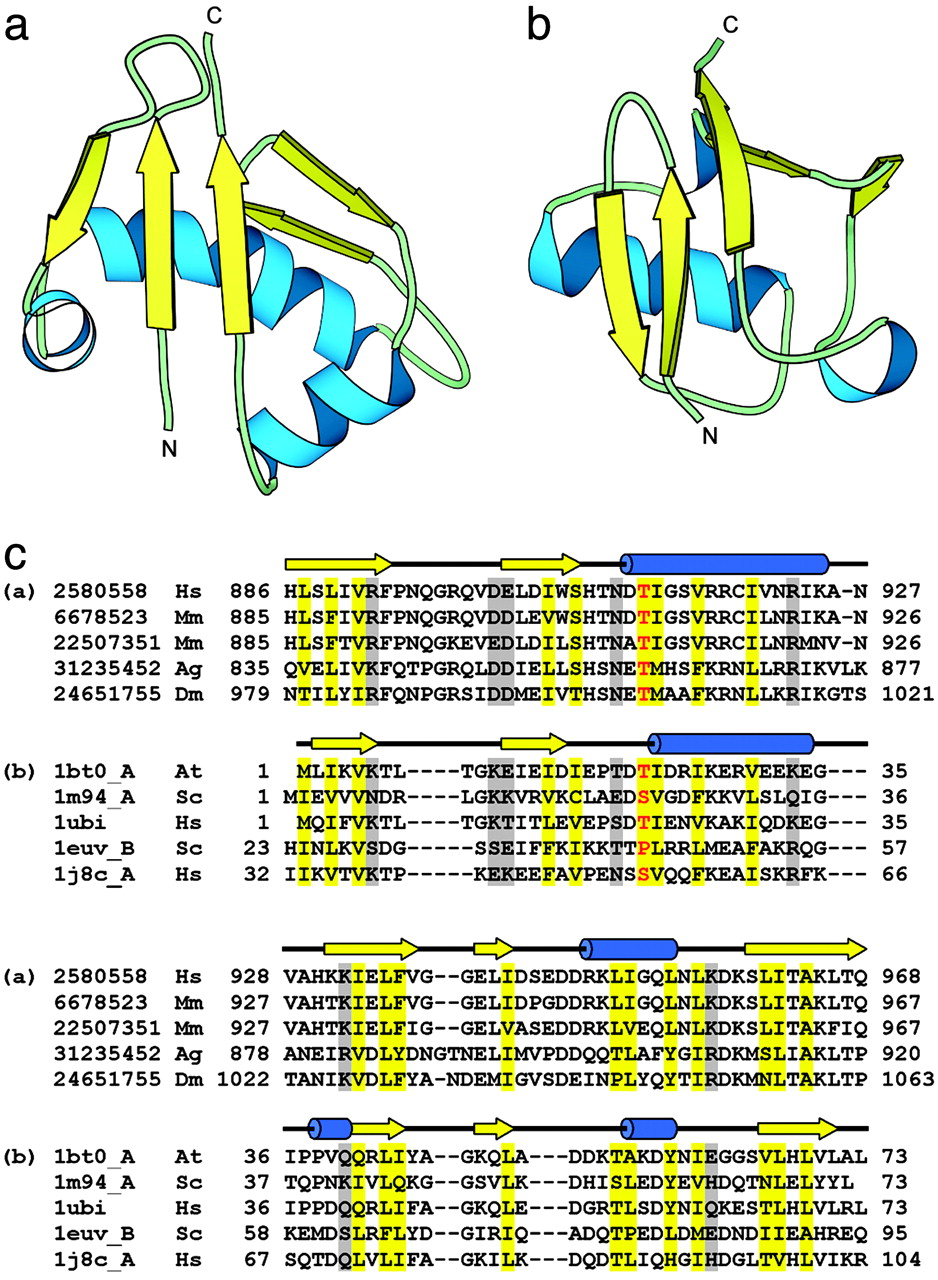 a
b
C
C
N
N
c
(a) 2580558 Hs 886 HLSLIVRFPNQGRQVDELDIWSHTNDTIGSVRRCIVNRIKA-N 927
6678523 Mm 885 HLSFIVRFPNQGRQVDDLEVWSHTNDTIGSVRRCILNRIKA-N 926
22507351 Mm 885 HLSFTVRFPNQGKEVEDLDILSHTNATIGSVRRCILNRMNV-N 926
31235452 Ag 835 QVELIVKFQTPGRQLDDIELLSHSNETMHSFKRNLLRRIKVLK 877
24651755 Dm 979 NTILYIRFQNPGRSIDDMEIVTHSNETMAAFKRNLLKRIKGTS 1021
(b) 1bt0_A At 1 MLIKVKTL----TGKEIEIDIEPTDTIDRIKERVEEKEG--- 35
1m94_A Sc 1 MIEVVVNDR----LGKKVRVKCLAEDSVGDFKKVLSLQIG--- 36
1ubi Hs 1 MQIFVKTL----TGKTITLEVEPSDTIENVKAKIQDKEG--- 35
1euv_B Sc 23 HINLKVSDG----SSEIFFKIKKTTPLRRLMEAFAKRQG--- 57
1j8c_A Hs 32 IIKVTVKTP----KEKEEFAVPENSSVQQFKEAISKRFK--- 66
(a) 2580558 Hs 928 VAHKKIELFVG--GELIDSEDDRKLIGQLNLKDKSLITAKLTQ 968
6678523 Mm 927 VAHTKIELFVG--GELIDPGDDRKLIGQLNLKDKSLITAKLTQ 967
22507351 Mm 927 VAHTKIELFIG--GELVASEDDRKLVEQLNLKDKSLITAKFIQ 967
31235452 Ag 878 ANEIRVDLYDNGTNELIMVPDDQQTLAFYGIRDKMSLIAKLTP 920
24651755 Dm 1022 TANIKVDLFYA-NDEMIGVSDEINPLYQYTIRDKMNLTAKLTP 1063
(b) 1bt0_A At 36 IPPVQQRLIYA--GKQLA---DDKTAKDYNIEGGSVLHLVLAL 73
1m94_A Sc 37 TQPNKIVLQKG--GSVLK---DHISLEDYEVHDQTNLELYYL 73
1ubi Hs 36 IPPDQQRLIFA--GKQLE---DGRTLSDYNIQKESTLHLVLRL 73
1euv_B Sc 58 KEMDSLRFLYD--GIRIQ---ADQTPEDLDMEDNDIIEAHREQ 95
1j8c_A Hs 67 SQTDQLVLIFA--GKILK---DQDTLIQHGIHDGLTVHLVIKR 104